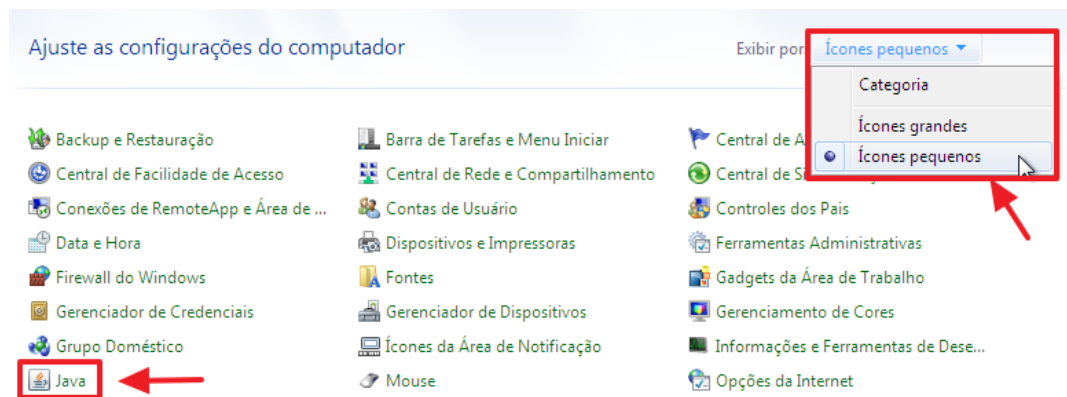 Ajuste as configurações do computador
Exibir por:
Ícones pequenos
Categoria
Ícones grandes
Ícones pequenos
Backup e Restauração
Barra de Tarefas e Menu Iniciar
Central de A
Central de Facilidade de Acesso
Central de Rede e Compartilhamento
Central de Si
Conexões de RemoteApp e Área de ...
Contas de Usuário
Controles dos Pais
Data e Hora
Dispositivos e Impressoras
Ferramentas Administrativas
Firewall do Windows
Fontes
Gadgets da Área de Trabalho
Gerenciador de Credenciais
Gerenciador de Dispositivos
Gerenciamento de Cores
Grupo Doméstico
Ícones da Área de Notificação
Informações e Ferramentas de Dese...
Java
Mouse
Opções da Internet